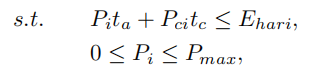 s.t. P_i t_a + P_{ci} t_c ≤ E_{hari},
0 ≤ P_i ≤ P_{max},